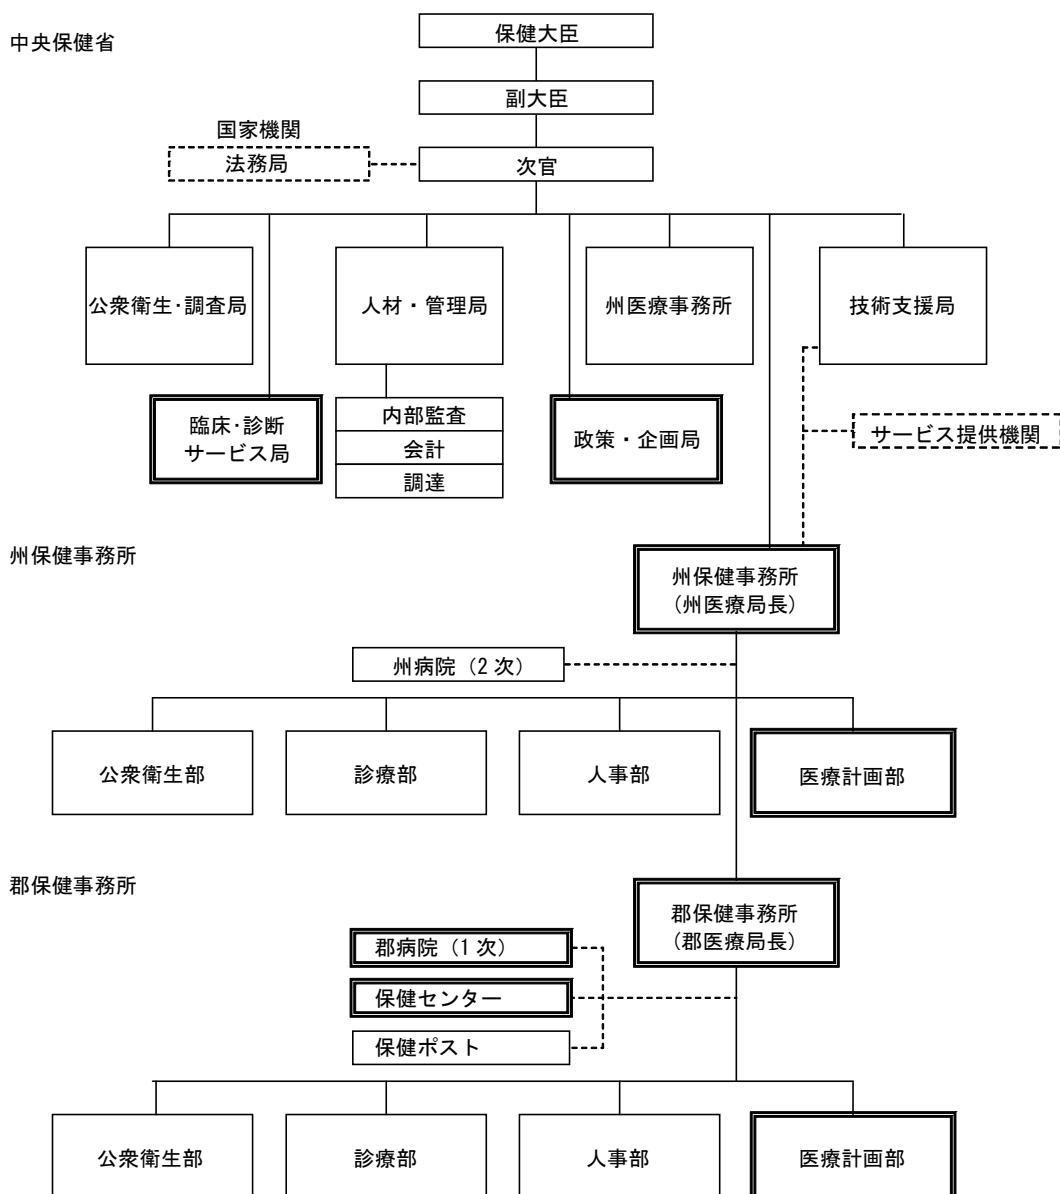 中央保健省
保健大臣
副大臣
国家機関
法務局
次官
公衆衛生・調査局
人材・管理局
州医療事務所
技術支援局
臨床・診断
サービス局
内部監査
会計
調達
政策・企画局
サービス提供機関
州保健事務所
州保健事務所
（州医療局長）
州病院（2 次）
公衆衛生部
診療部
人事部
医療計画部
郡保健事務所
郡保健事務所
（郡医療局長）
郡病院（1 次）
保健センター
保健ポスト
公衆衛生部
診療部
人事部
医療計画部